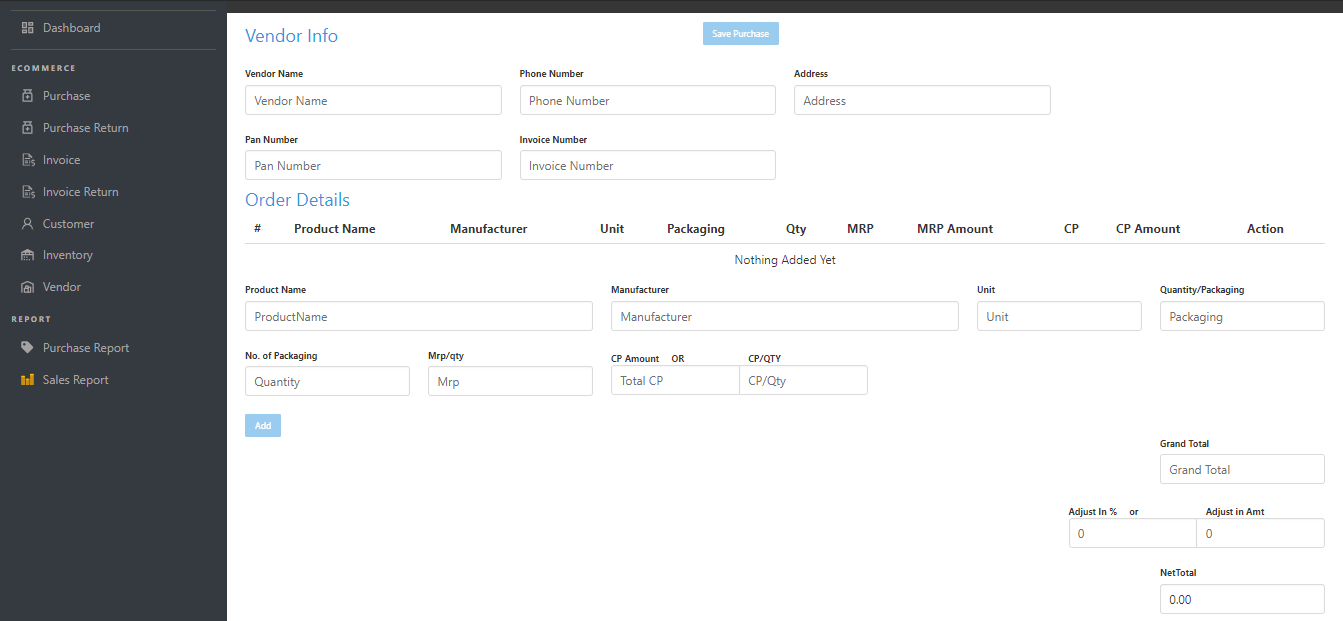 Dashboard
ECOMMERCE
Purchase
Purchase Return
Invoice
Invoice Return
Customer
Inventory
Vendor
REPORT
Purchase Report
Sales Report
Vendor Info
Save Purchase
Vendor Name Phone Number Address
Vendor Name Phone Number Address
Pan Number Invoice Number
Pan Number Invoice Number
Order Details
# Product Name Manufacturer Unit Packaging Qty MRP MRP Amount CP CP Amount Action
Nothing Added Yet
Product Name Manufacturer Unit Quantity/Packaging
ProductName Manufacturer Unit Packaging
No. of Packaging Mrp/qty CP Amount OR CP/QTY
Quantity Mrp Total CP CP/Qty
Add
Grand Total
Grand Total
Adjust In % or Adjust in Amt
0 0
NetTotal
0.00